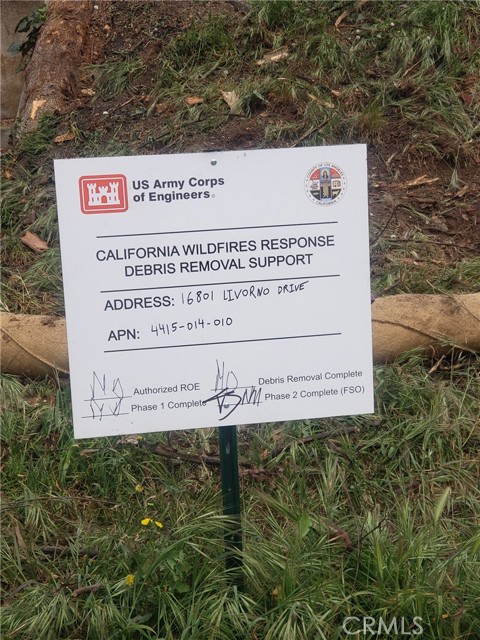 US Army Corps
of Engineers®
CALIFORNIA WILDFIRES RESPONSE
DEBRIS REMOVAL SUPPORT
ADDRESS: 16801 LIVORNO DRIVE
APN: 4415-014-010
Authorized ROE
Debris Removal Complete
Phase 1 Complete
Phase 2 Complete (FSO)
CRMLS